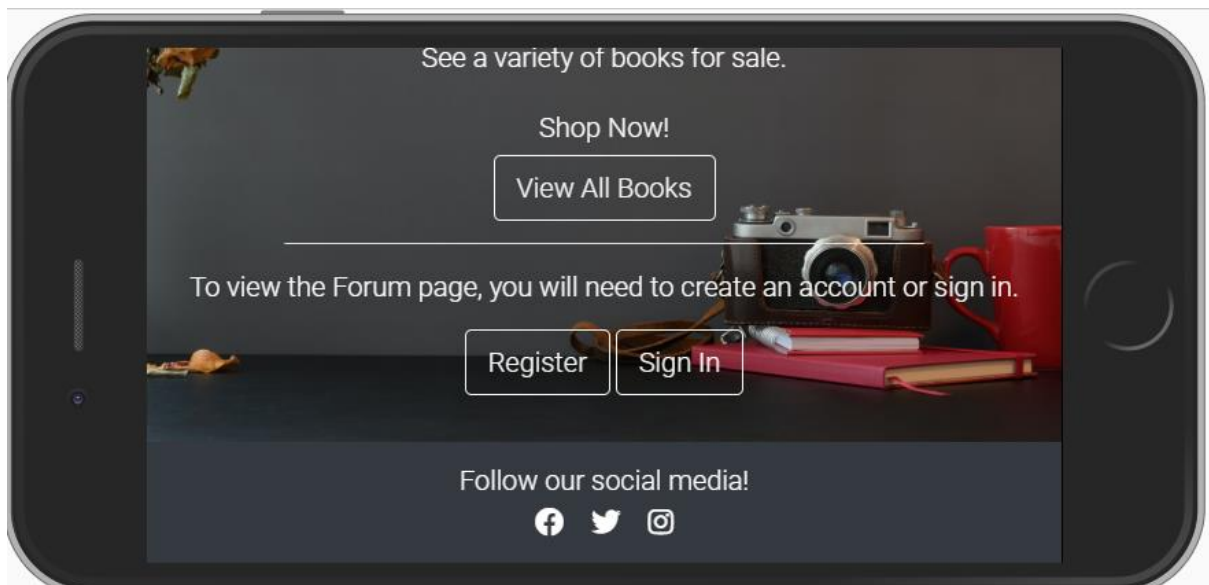 See a variety of books for sale.
Shop Now!
View All Books
To view the Forum page, you will need to create an account or sign in.
Register
Sign In
Follow our social media!